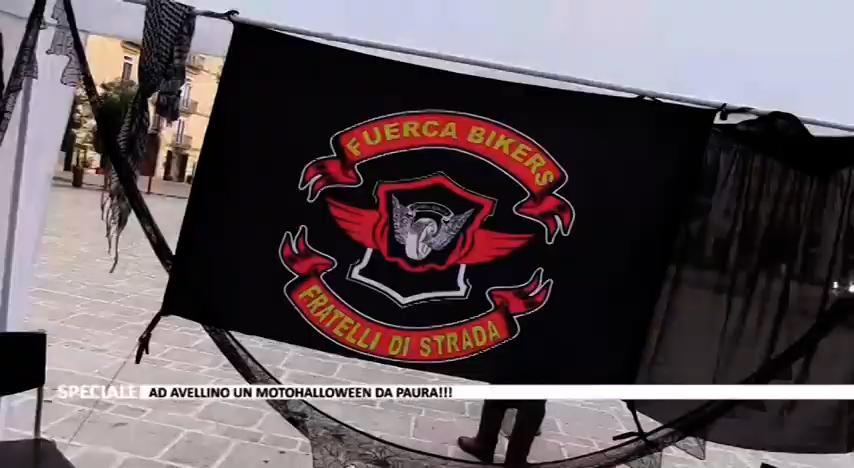 FUERCA BIKERS
FRATELLI DI STRADA
SPECIALE AD AVELLINO UN MOTOHALLOWEEN DA PAURA!!!